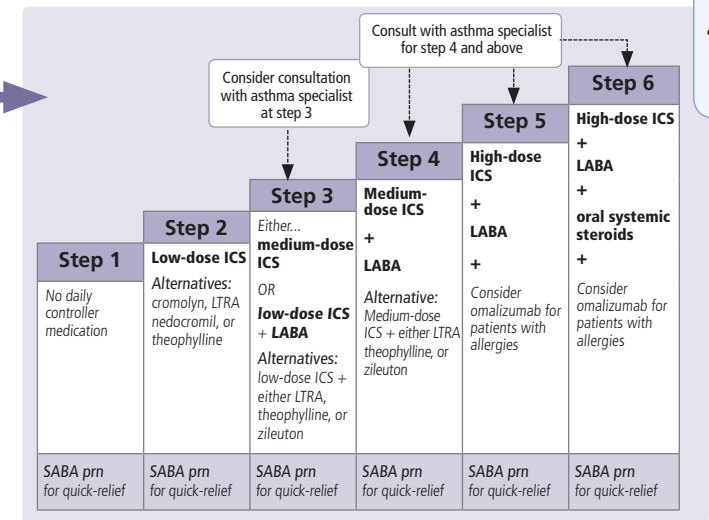 Consult with asthma specialist
for step 4 and above
Consider consultation
with asthma specialist
at step 3
Step 1
No daily
controller
medication
SABA prn
for quick-relief
Step 2
Low-dose ICS
Alternatives:
cromolyn, LTRA
nedocromil, or
theophylline
SABA prn
for quick-relief
Step 3
Either...
medium-dose
ICS
OR
low-dose ICS
+ LABA
Alternatives:
low-dose ICS +
either LTRA,
theophylline, or
zileuton
SABA prn
for quick-relief
Step 4
Medium-
dose ICS
+
LABA
Alternative:
Medium-dose
ICS + either LTRA
theophylline, or
zileuton
SABA prn
for quick-relief
Step 5
High-dose
ICS
+
LABA
+
Consider
omalizumab for
patients with
allergies
SABA prn
for quick-relief
Step 6
High-dose ICS
+
LABA
+
oral systemic
steroids
+
Consider
omalizumab for
patients with
allergies
SABA prn
for quick-relief